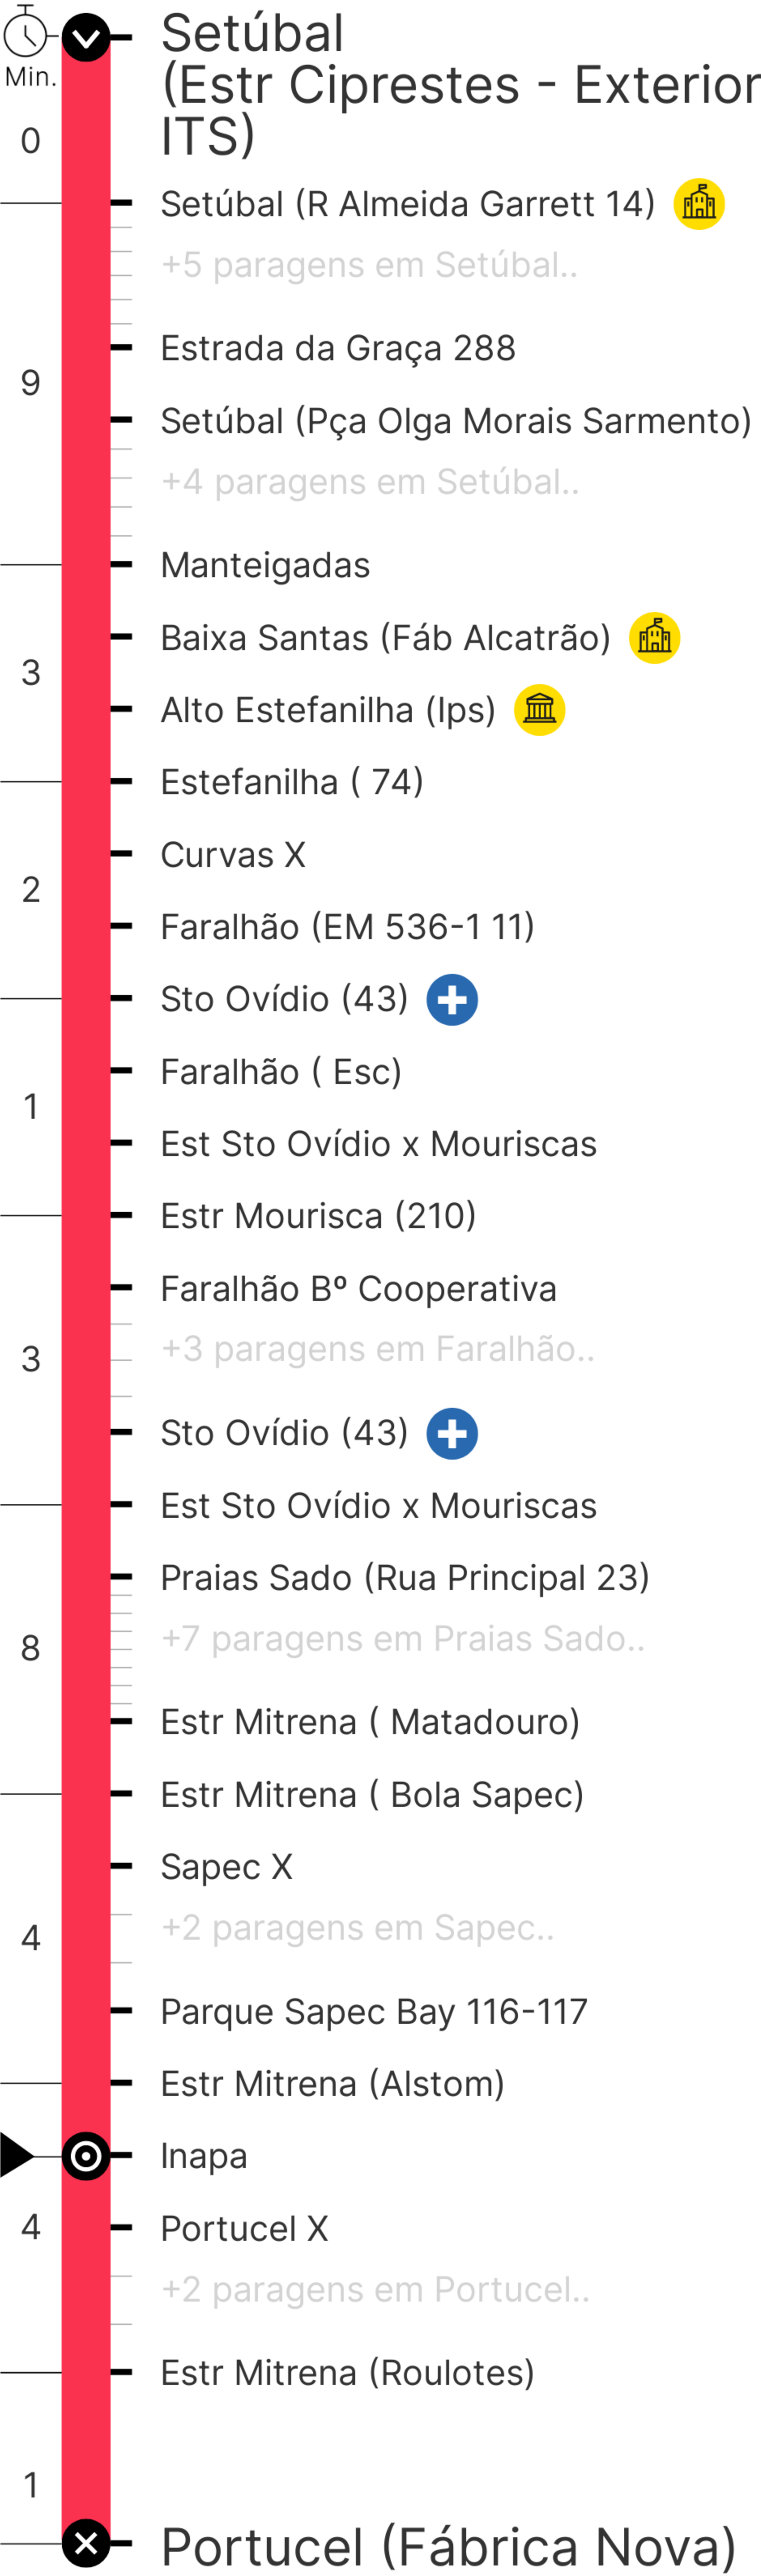 Min.
Setúbal
(Estr Ciprestes - Exterior
ITS)
0
Setúbal (R Almeida Garrett 14)
+5 paragens em Setúbal..
Estrada da Graça 288
9
Setúbal (Pça Olga Morais Sarmento)
+4 paragens em Setúbal..
Manteigadas
Baixa Santas (Fáb Alcatrão)
3
Alto Estefanilha (Ips)
Estefanilha ( 74)
Curvas X
2
Faralhão (EM 536-1 11)
Sto Ovídio (43)
Faralhão ( Esc)
1
Est Sto Ovídio x Mouriscas
Estr Mourisca (210)
Faralhão Bº Cooperativa
+3 paragens em Faralhão..
3
Sto Ovídio (43)
Est Sto Ovídio x Mouriscas
Praias Sado (Rua Principal 23)
+7 paragens em Praias Sado..
8
Estr Mitrena ( Matadouro)
Estr Mitrena ( Bola Sapec)
Sapec X
+2 paragens em Sapec..
4
Parque Sapec Bay 116-117
Estr Mitrena (Alstom)
Inapa
4
Portucel X
+2 paragens em Portucel..
Estr Mitrena (Roulotes)
1
Portucel (Fábrica Nova)